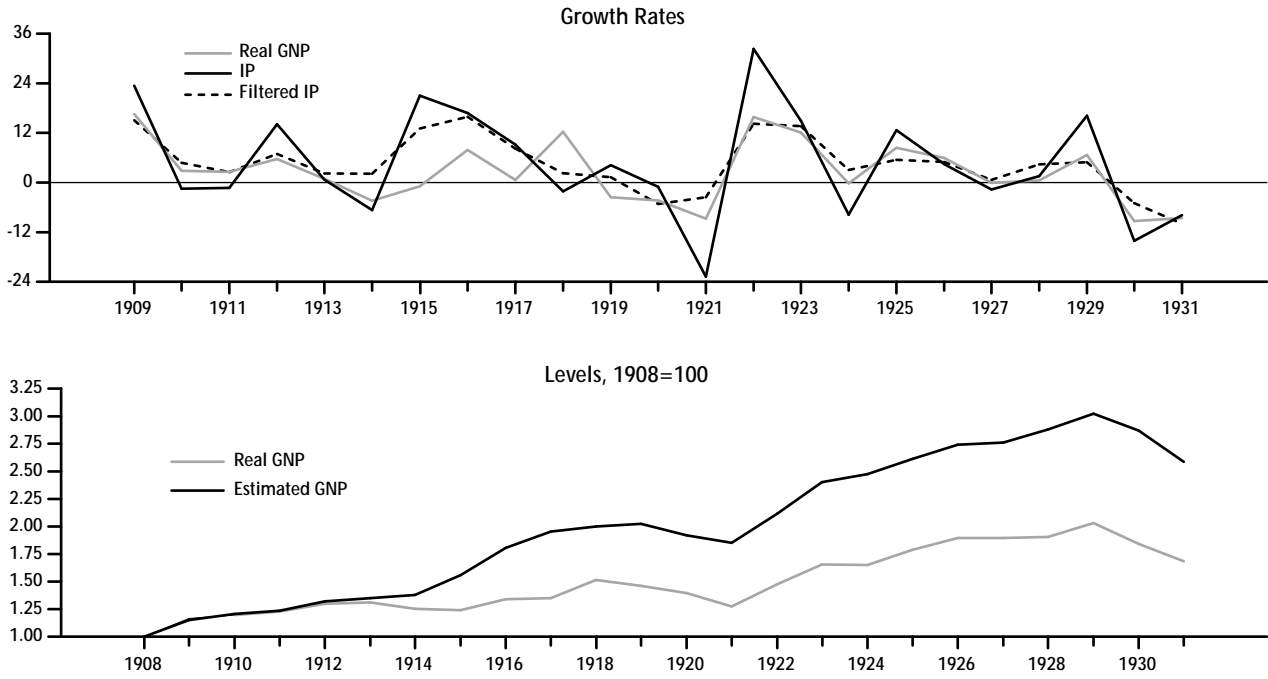 Growth Rates
36
24
12
0
-12
-24
Real GNP
IP
Filtered IP
1909 1911 1913 1915 1917 1919 1921 1923 1925 1927 1929 1931
Levels, 1908=100
3.25
3.00
2.75
2.50
2.25
2.00
1.75
1.50
1.25
1.00
Real GNP
Estimated GNP
1908 1910 1912 1914 1916 1918 1920 1922 1924 1926 1928 1930